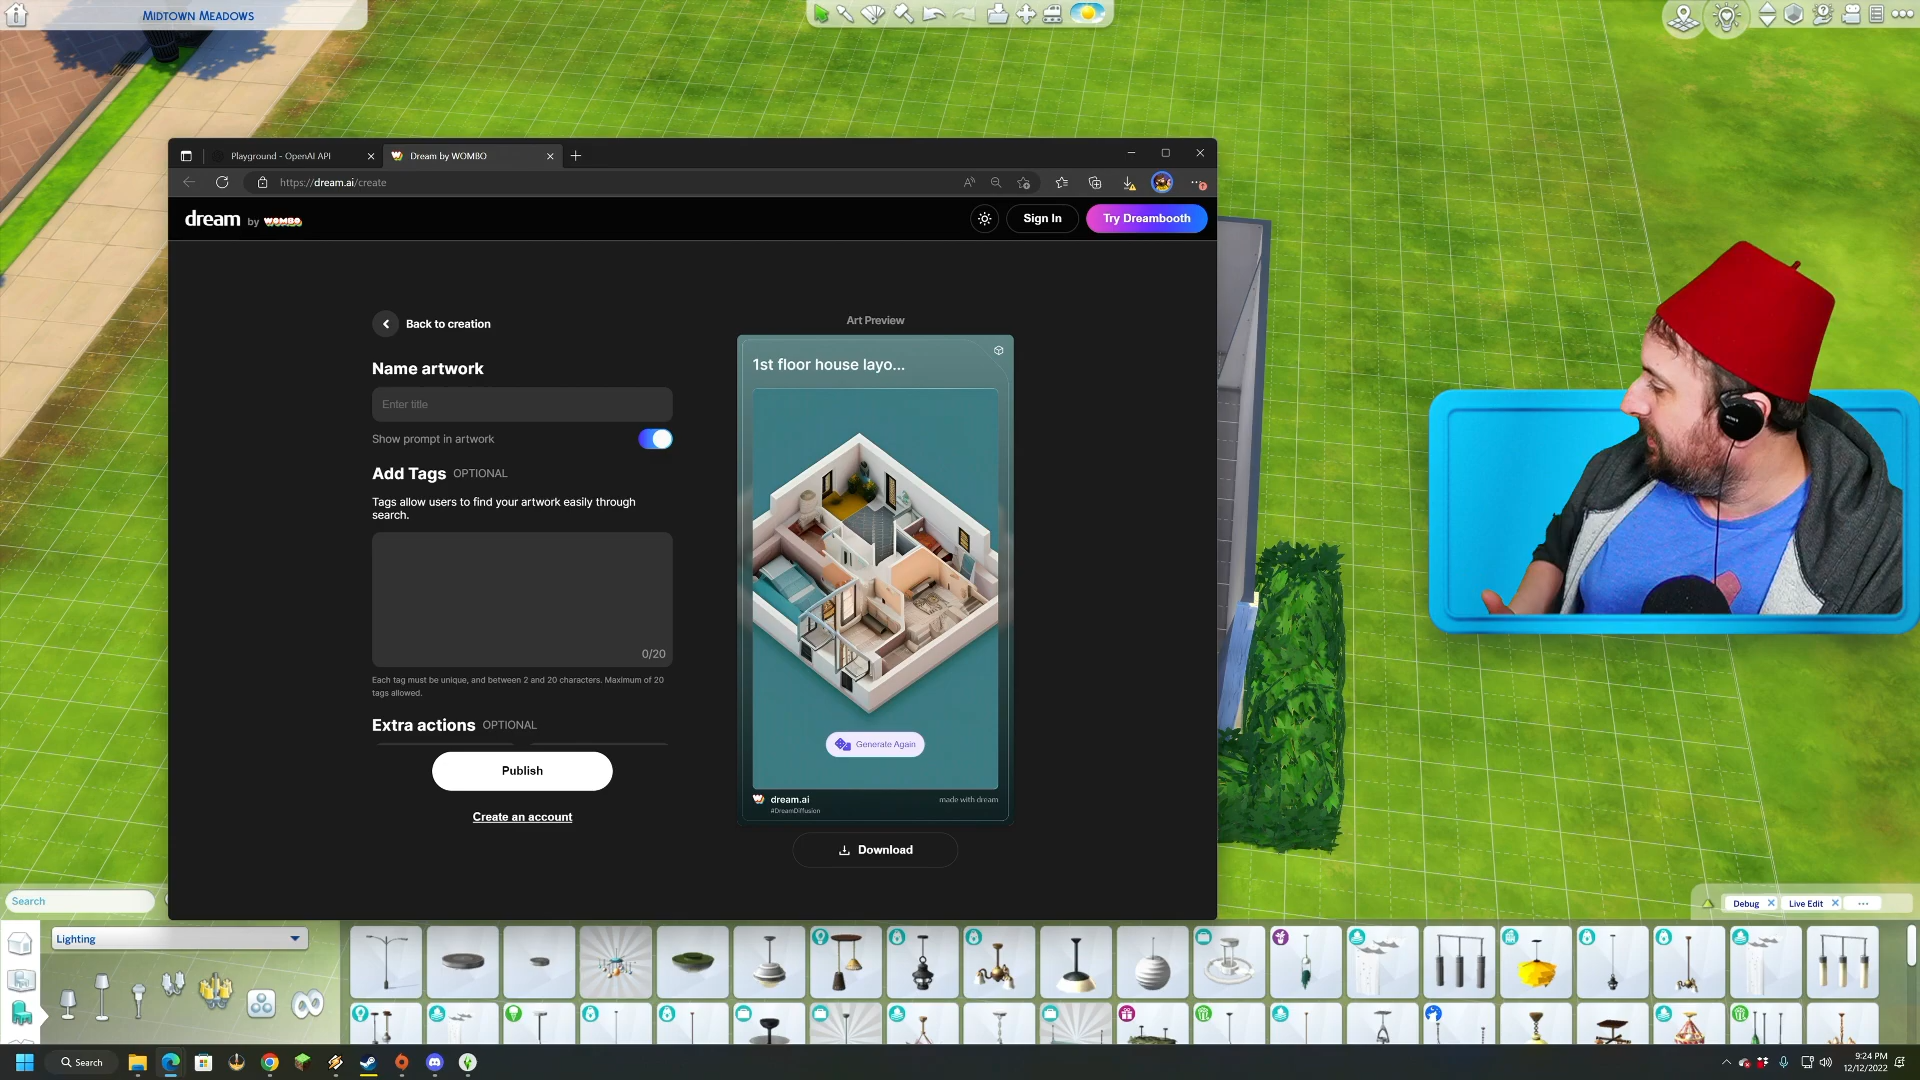 MIDTOWN MEADOWS
Playground - OpenAI API
Dream by WOMBO
https://dream.ai/create
dream by WOMBO
Sign In
Try Dreambooth
Back to creation
Art Preview
Name artwork
1st floor house layo...
Enter title
Show prompt in artwork
Add Tags OPTIONAL
Tags allow users to find your artwork easily through
search.
0/20
Each tag must be unique, and between 2 and 20 characters. Maximum of 20
tags allowed.
Extra actions OPTIONAL
Generate Again
Publish
dream.ai
made with dream
#DreamDiffusion
Create an account
Download
Search
Debug
Live Edit
Lighting
Search
9:24 PM
12/12/2022